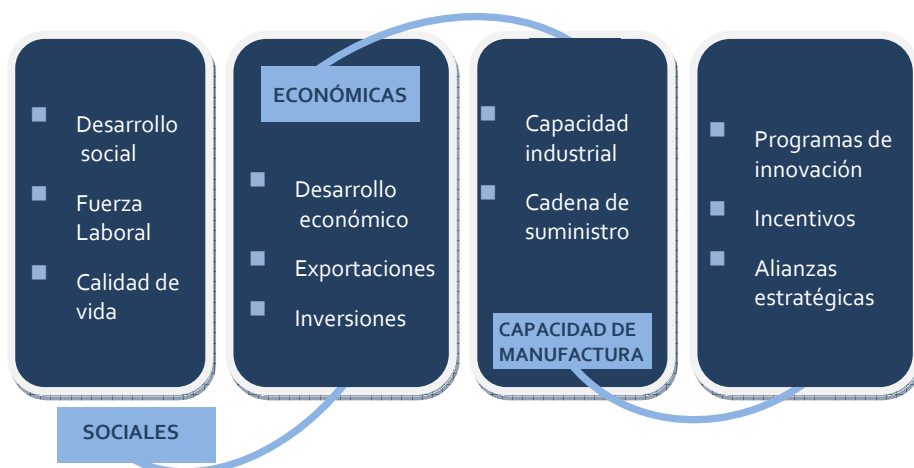 Desarrollo
social
Fuerza
Laboral
Calidad de
vida
SOCIALES
ECONÓMICAS
Desarrollo
económico
Exportaciones
Inversiones
Capacidad
industrial
Cadena de
suministro
CAPACIDAD DE
MANUFACTURA
Programas de
innovación
Incentivos
Alianzas
estratégicas